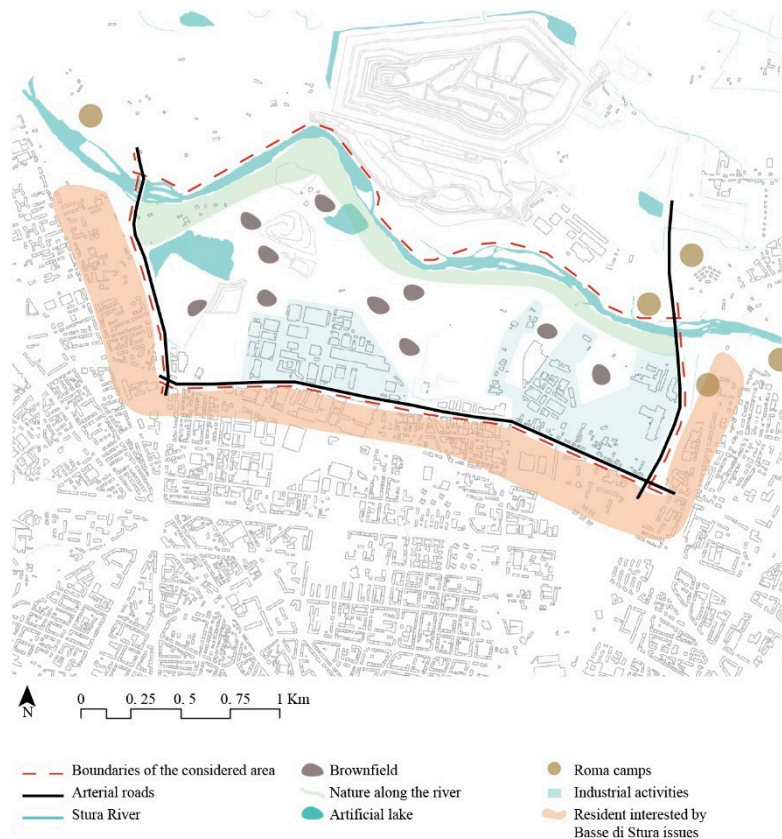 N
0 0. 25 0. 5 0. 75 1 Km
Boundaries of the considered area
Arterial roads
Stura River
Brownfield
Nature along the river
Artificial lake
Roma camps
Industrial activities
Resident interested by
Basse di Stura issues